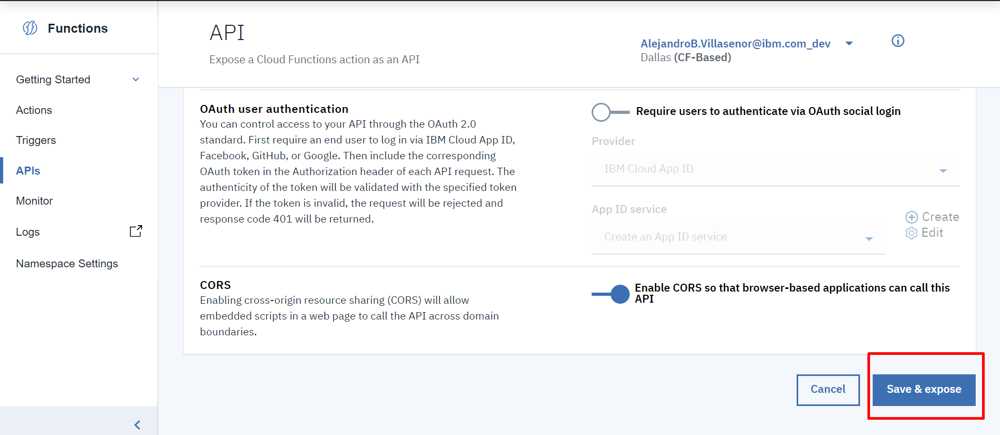 Functions
Getting Started
Actions
Triggers
APIs
Monitor
Logs
Namespace Settings
API
Expose a Cloud Functions action as an API
AlejandroB.Villasenor@ibm.com_dev
Dallas (CF-Based)
OAuth user authentication
You can control access to your API through the OAuth 2.0
standard. First require an end user to log in via IBM Cloud App ID,
Facebook, GitHub, or Google. Then include the corresponding
OAuth token in the Authorization header of each API request. The
authenticity of the token will be validated with the specified token
provider. If the token is invalid, the request will be rejected and
response code 401 will be returned.
Require users to authenticate via OAuth social login
Provider
IBM Cloud App ID
App ID service
Create an App ID service
Create
Edit
CORS
Enabling cross-origin resource sharing (CORS) will allow
embedded scripts in a web page to call the API across domain
boundaries.
Enable CORS so that browser-based applications can call this
API
Cancel
Save & expose